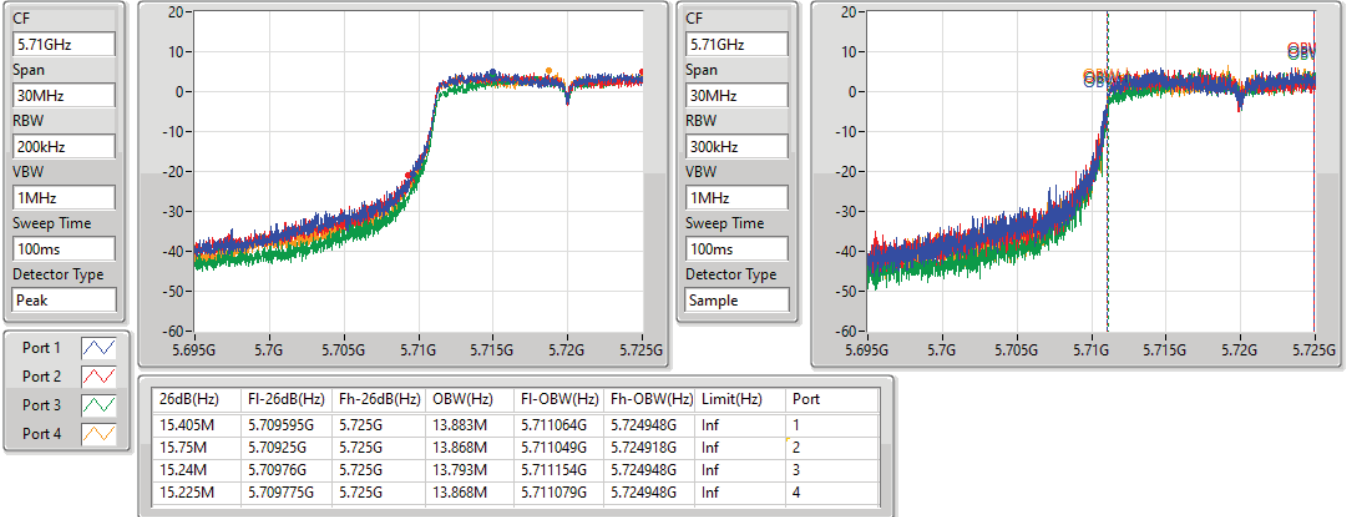 CF
5.71GHz
Span
30MHz
RBW
200kHz
VBW
1MHz
Sweep Time
100ms
Detector Type
Peak
20
10
0
-10
-20
-30
-40
-50
-60
5.695G 5.7G 5.705G 5.71G 5.715G 5.72G 5.725G
CF
5.71GHz
Span
30MHz
RBW
300kHz
VBW
1MHz
Sweep Time
100ms
Detector Type
Sample
20
10
0
-10
-20
-30
-40
-50
-60
OBW
OBW
5.695G 5.7G 5.705G 5.71G 5.715G 5.72G 5.725G
Port 1
Port 2
Port 3
Port 4
26dB(Hz) Fl-26dB(Hz) Fh-26dB(Hz) OBW(Hz) Fl-OBW(Hz) Fh-OBW(Hz) Limit(Hz) Port
15.405M 5.709595G 5.725G 13.883M 5.711064G 5.724948G Inf 1
15.75M 5.70925G 5.725G 13.868M 5.711049G 5.724918G Inf 2
15.24M 5.70976G 5.725G 13.793M 5.711154G 5.724948G Inf 3
15.225M 5.709775G 5.725G 13.868M 5.711079G 5.724948G Inf 4